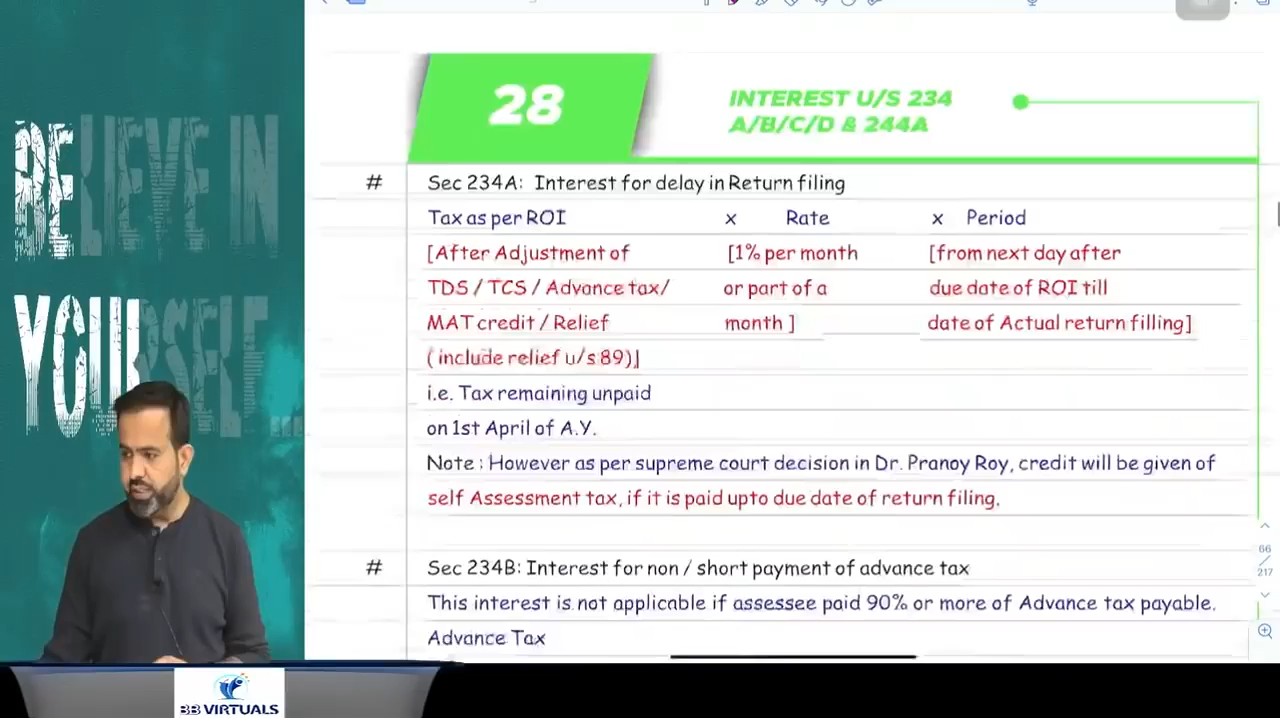 BELIEVE IN
YOURSELF...
28
INTEREST U/S 234
A/B/C/D & 244A
# Sec 234A: Interest for delay in Return filing
Tax as per ROI x Rate x Period
[After Adjustment of [1% per month [from next day after
TDS / TCS / Advance tax/ or part of a due date of ROI till
MAT credit / Relief month ] date of Actual return filling]
( include relief u/s 89)]
i.e. Tax remaining unpaid
on 1st April of A.Y.
Note : However as per supreme court decision in Dr. Pranoy Roy, credit will be given of
self Assessment tax, if it is paid upto due date of return filing.
# Sec 234B: Interest for non / short payment of advance tax
This interest is not applicable if assessee paid 90% or more of Advance tax payable.
Advance Tax
66
/
217
BB VIRTUALS